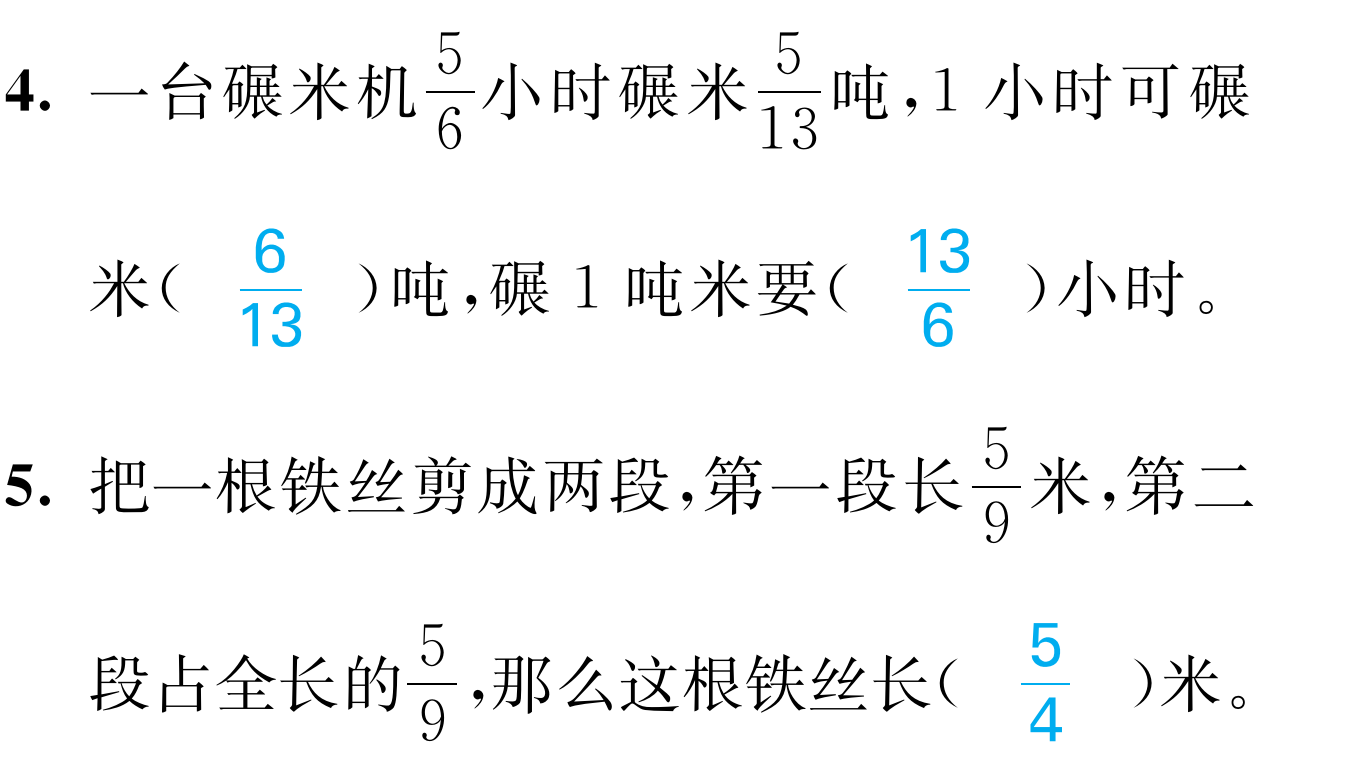 4. 一台碾米机5/6小时碾米5/13吨,1 小时可碾
米( 6/13 )吨,碾 1 吨米要( 13/6 )小时。
5. 把一根铁丝剪成两段,第一段长5/9米,第二
段占全长的5/9,那么这根铁丝长( 5/4 )米。